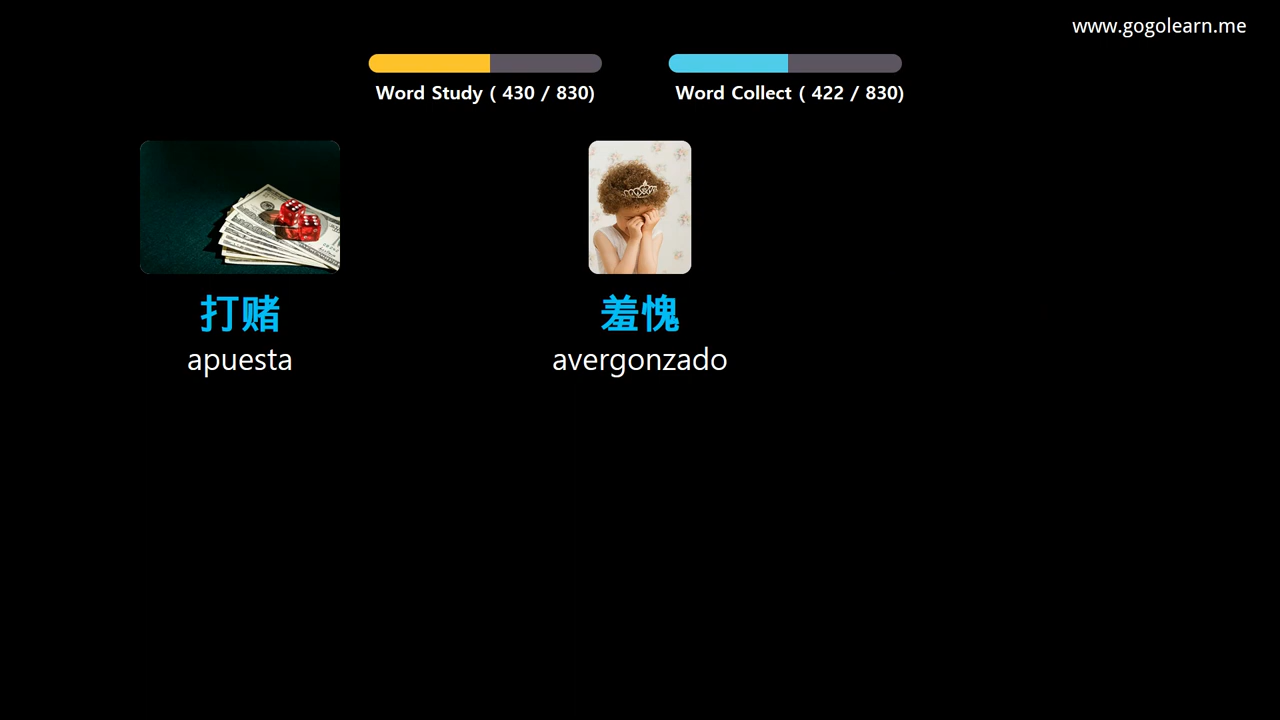 www.gogolearn.me
Word Study ( 430 / 830)
Word Collect ( 422 / 830)
打赌
apuesta
羞愧
avergonzado